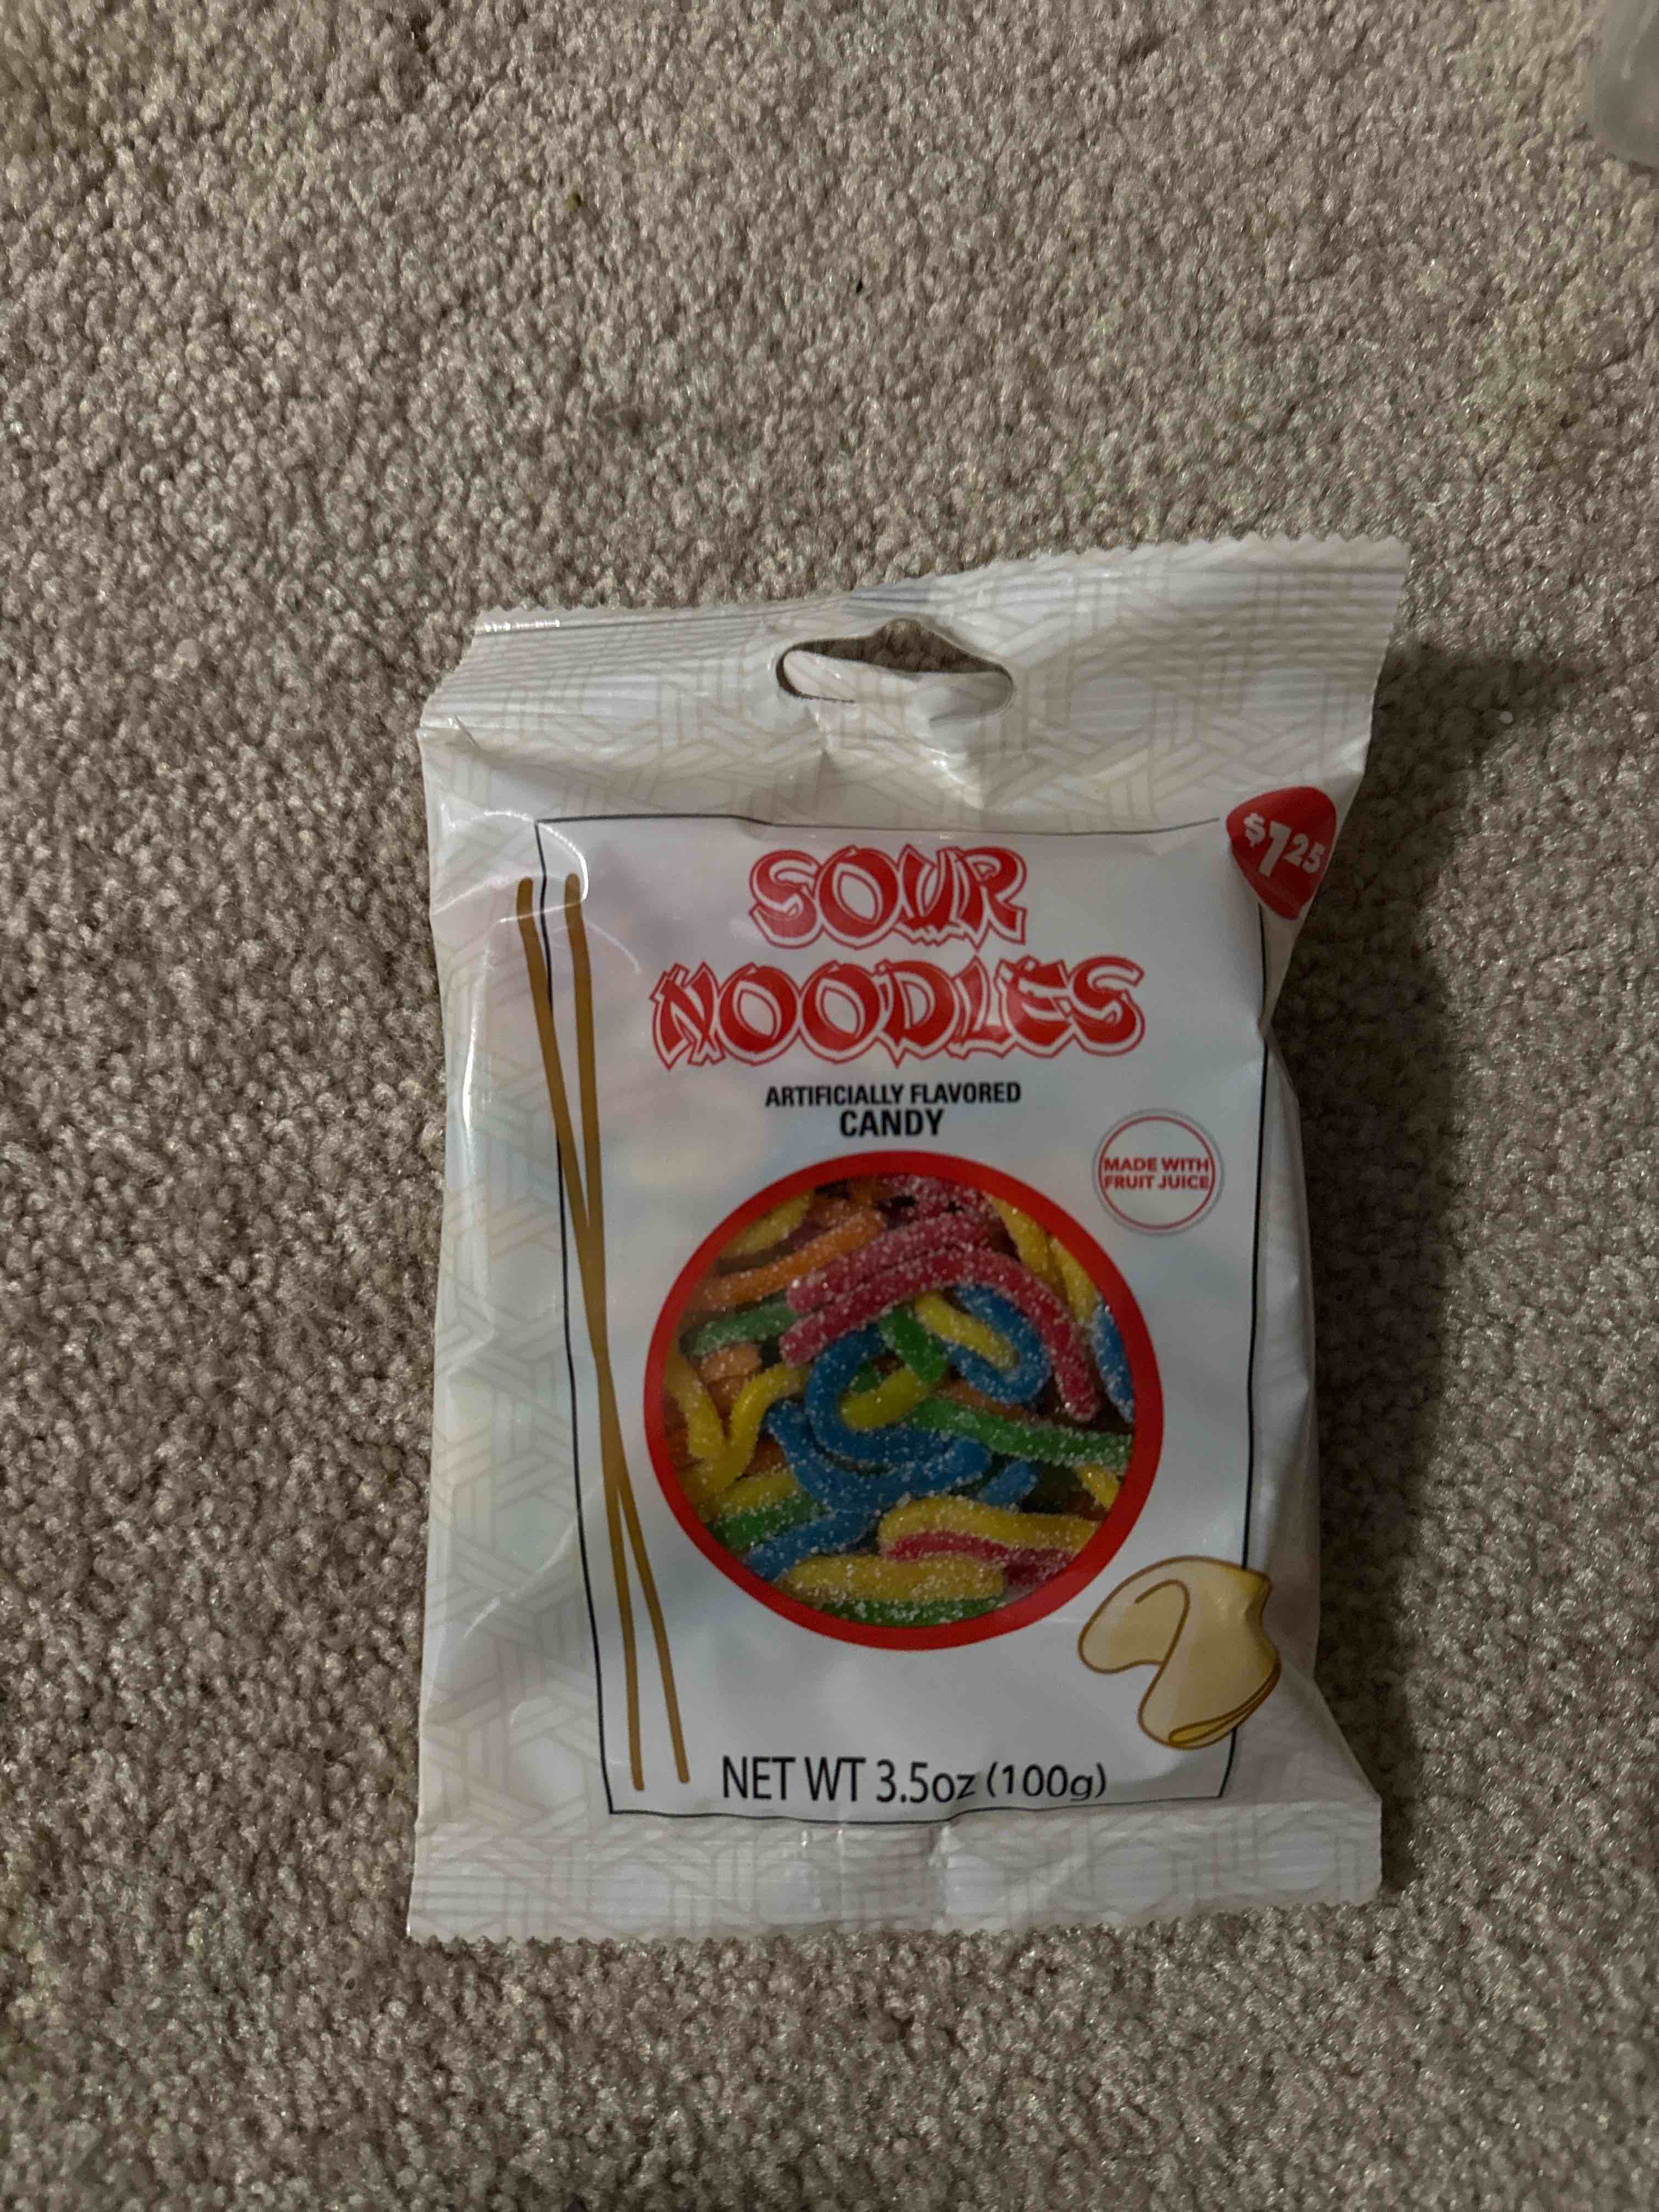 $1.25
SOUR
NOODLES
ARTIFICIALLY FLAVORED
CANDY
MADE WITH
FRUIT JUICE
NET WT 3.5oz (100g)